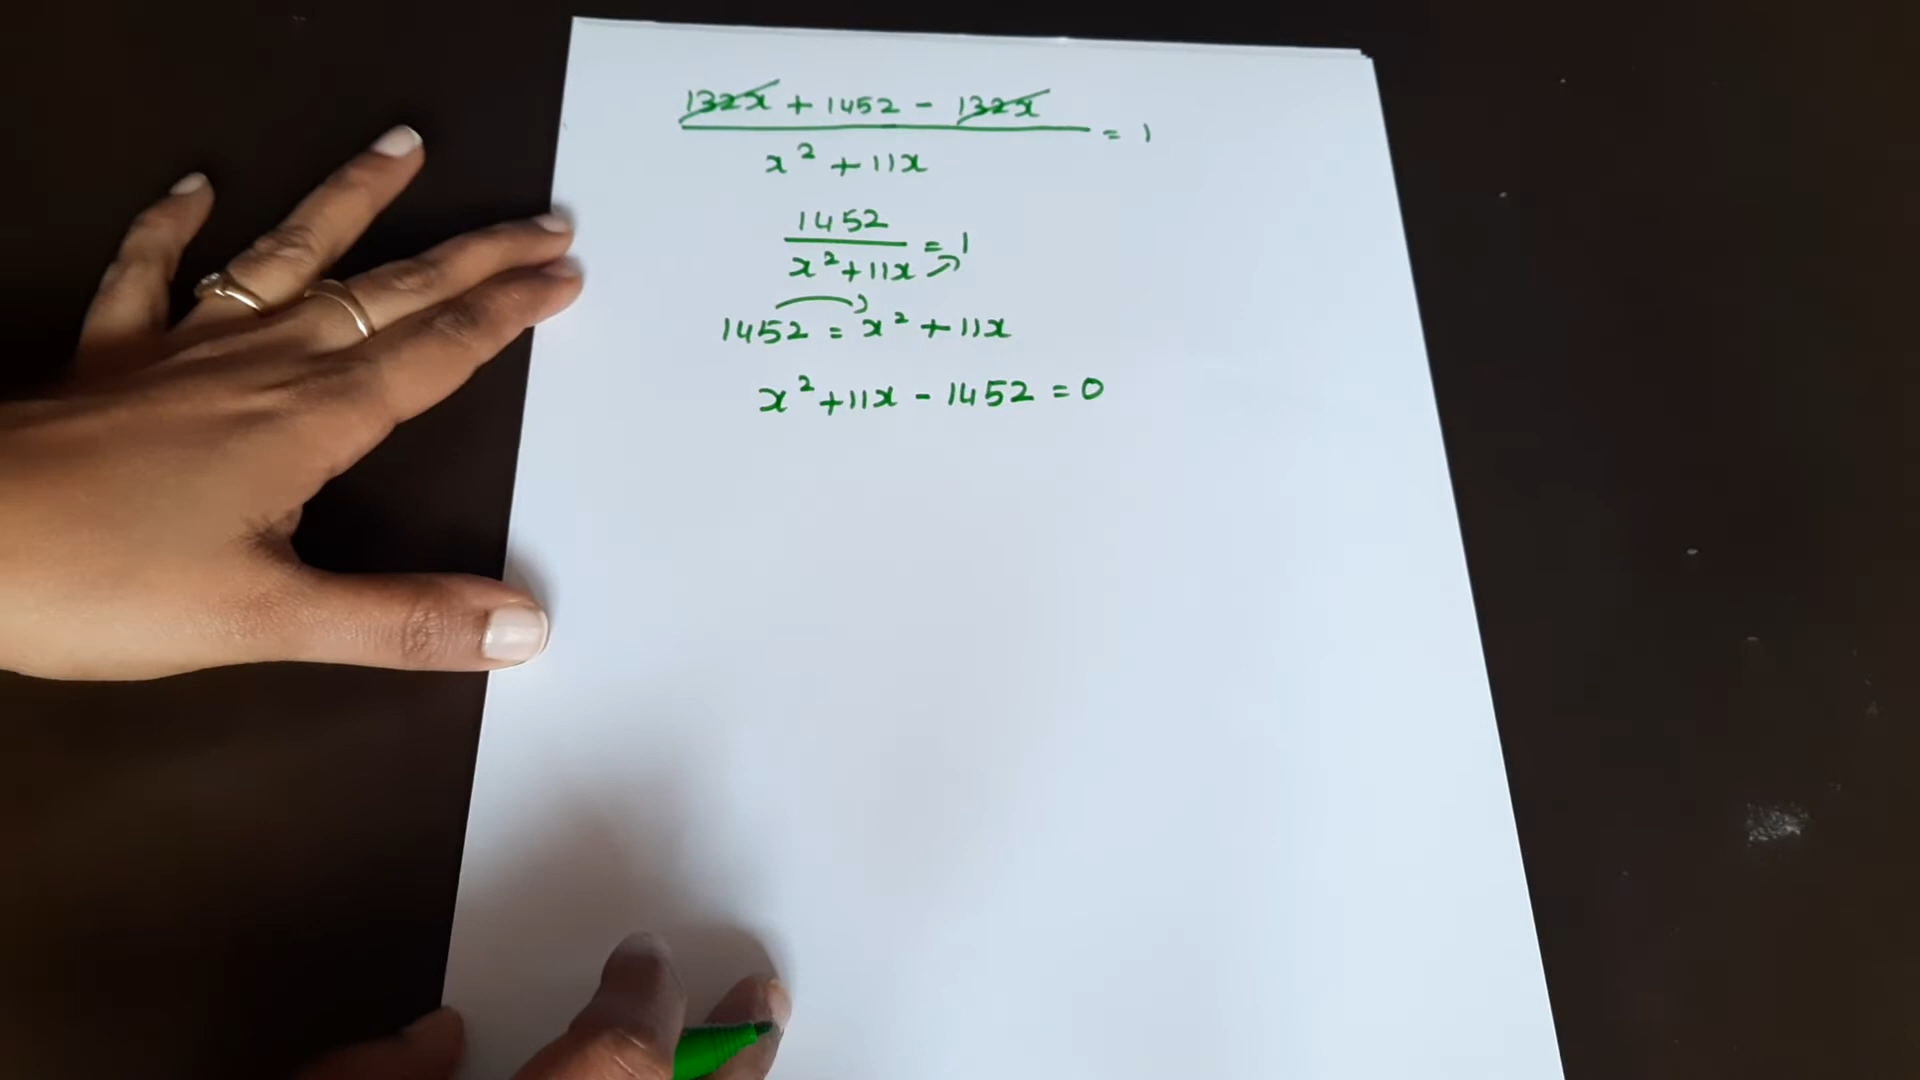 132x + 1452 - 132x
= 1
x² + 11x
1452
= 1
x² + 11x
1452 = x² + 11x
x² + 11x - 1452 = 0